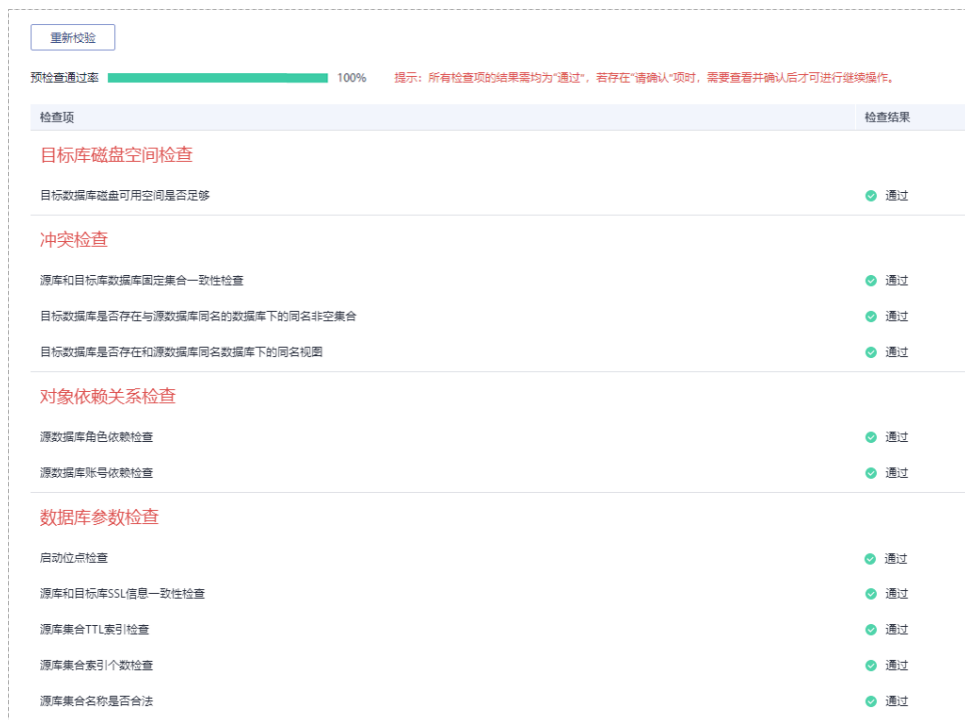 重新校验
预检查通过率 100% 提示：所有检查项的结果需均为“通过”，若存在“请确认”项时，需要查看并确认后才可进行继续操作。
检查项 检查结果
目标库磁盘空间检查
目标数据库磁盘可用空间是否足够 通过
冲突检查
源库和目标库数据库固定集合一致性检查 通过
目标数据库是否存在与源数据库同名的数据库下的同名非空集合 通过
目标数据库是否存在和源数据库同名数据库下的同名视图 通过
对象依赖关系检查
源数据库角色依赖检查 通过
源数据库账号依赖检查 通过
数据库参数检查
启动位点检查 通过
源库和目标库SSL信息一致性检查 通过
源库集合TTL索引检查 通过
源库集合索引个数检查 通过
源库集合名称是否合法 通过